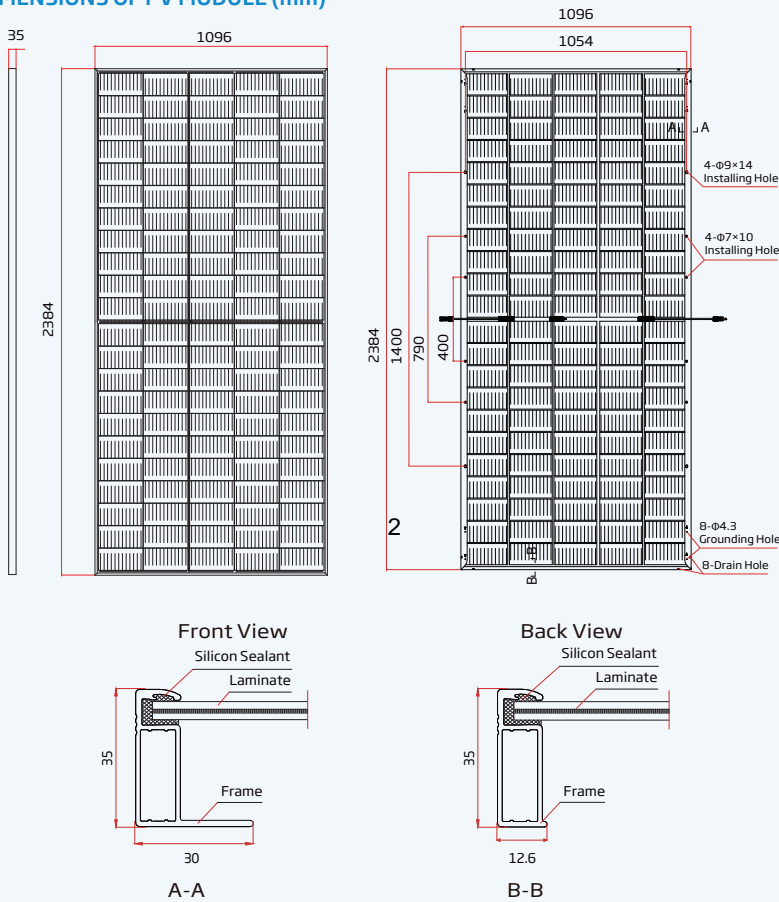 MENSIONS OF PV MODULE (mm)
35
1096
2384
1096
1054
A A
4-Φ9×14
Installing Hole
4-Φ7×10
Installing Hole
2384
1400
790
400
2
8-Φ4.3
Grounding Hole
8-Drain Hole
B
B
Front View
Back View
Silicon Sealant
Laminate
35
Frame
30
A-A
Silicon Sealant
Laminate
35
Frame
12.6
B-B